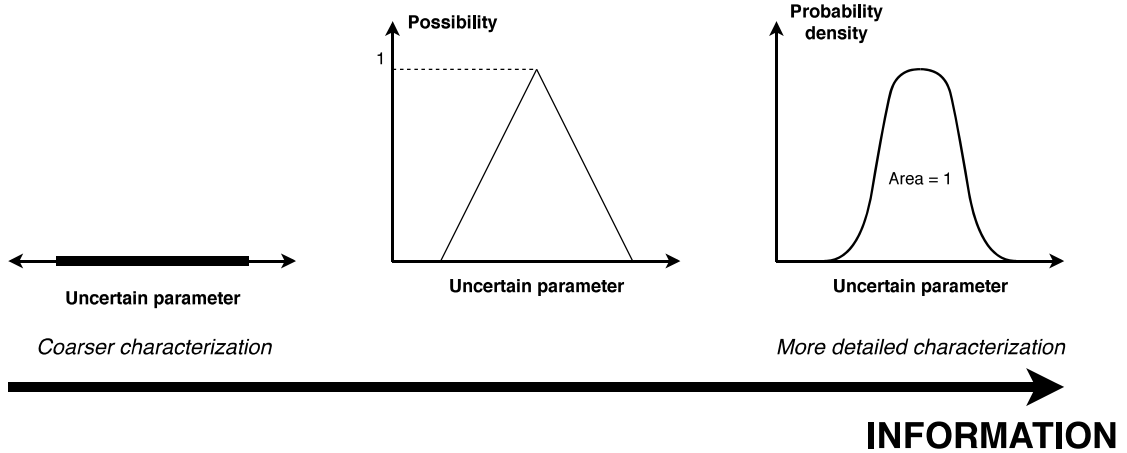 Possibility
1
Uncertain parameter
Probability
density
Area = 1
Uncertain parameter
Uncertain parameter
Coarser characterization
More detailed characterization
INFORMATION